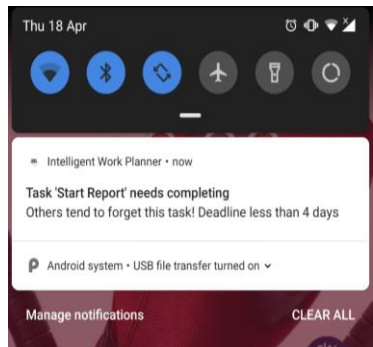 Thu 18 Apr
Intelligent Work Planner • now
Task 'Start Report' needs completing
Others tend to forget this task! Deadline less than 4 days
Android system • USB file transfer turned on
Manage notifications CLEAR ALL